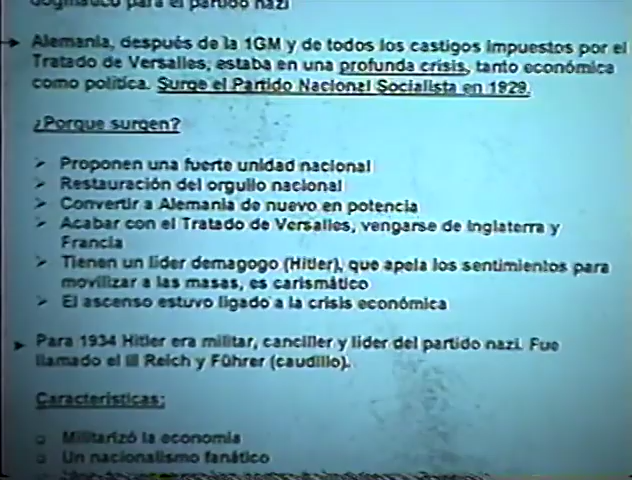 dogmático para el partido nazi
Alemania, después de la 1GM y de todos los castigos impuestos por el
Tratado de Versalles, estaba en una profunda crisis, tanto económica
como política. Surge el Partido Nacional Socialista en 1929.
¿Porque surgen?
➢ Proponen una fuerte unidad nacional
➢ Restauración del orgullo nacional
➢ Convertir a Alemania de nuevo en potencia
➢ Acabar con el Tratado de Versalles, vengarse de Inglaterra y
Francia
➢ Tienen un líder demagogo (Hitler), que apela los sentimientos para
movilizar a las masas, es carismático
➢ El ascenso estuvo ligado a la crisis económica
Para 1934 Hitler era militar, canciller y líder del partido nazi. Fue
llamado el III Reich y Führer (caudillo).
Características:
Militarizó la economía
Un nacionalismo fanático